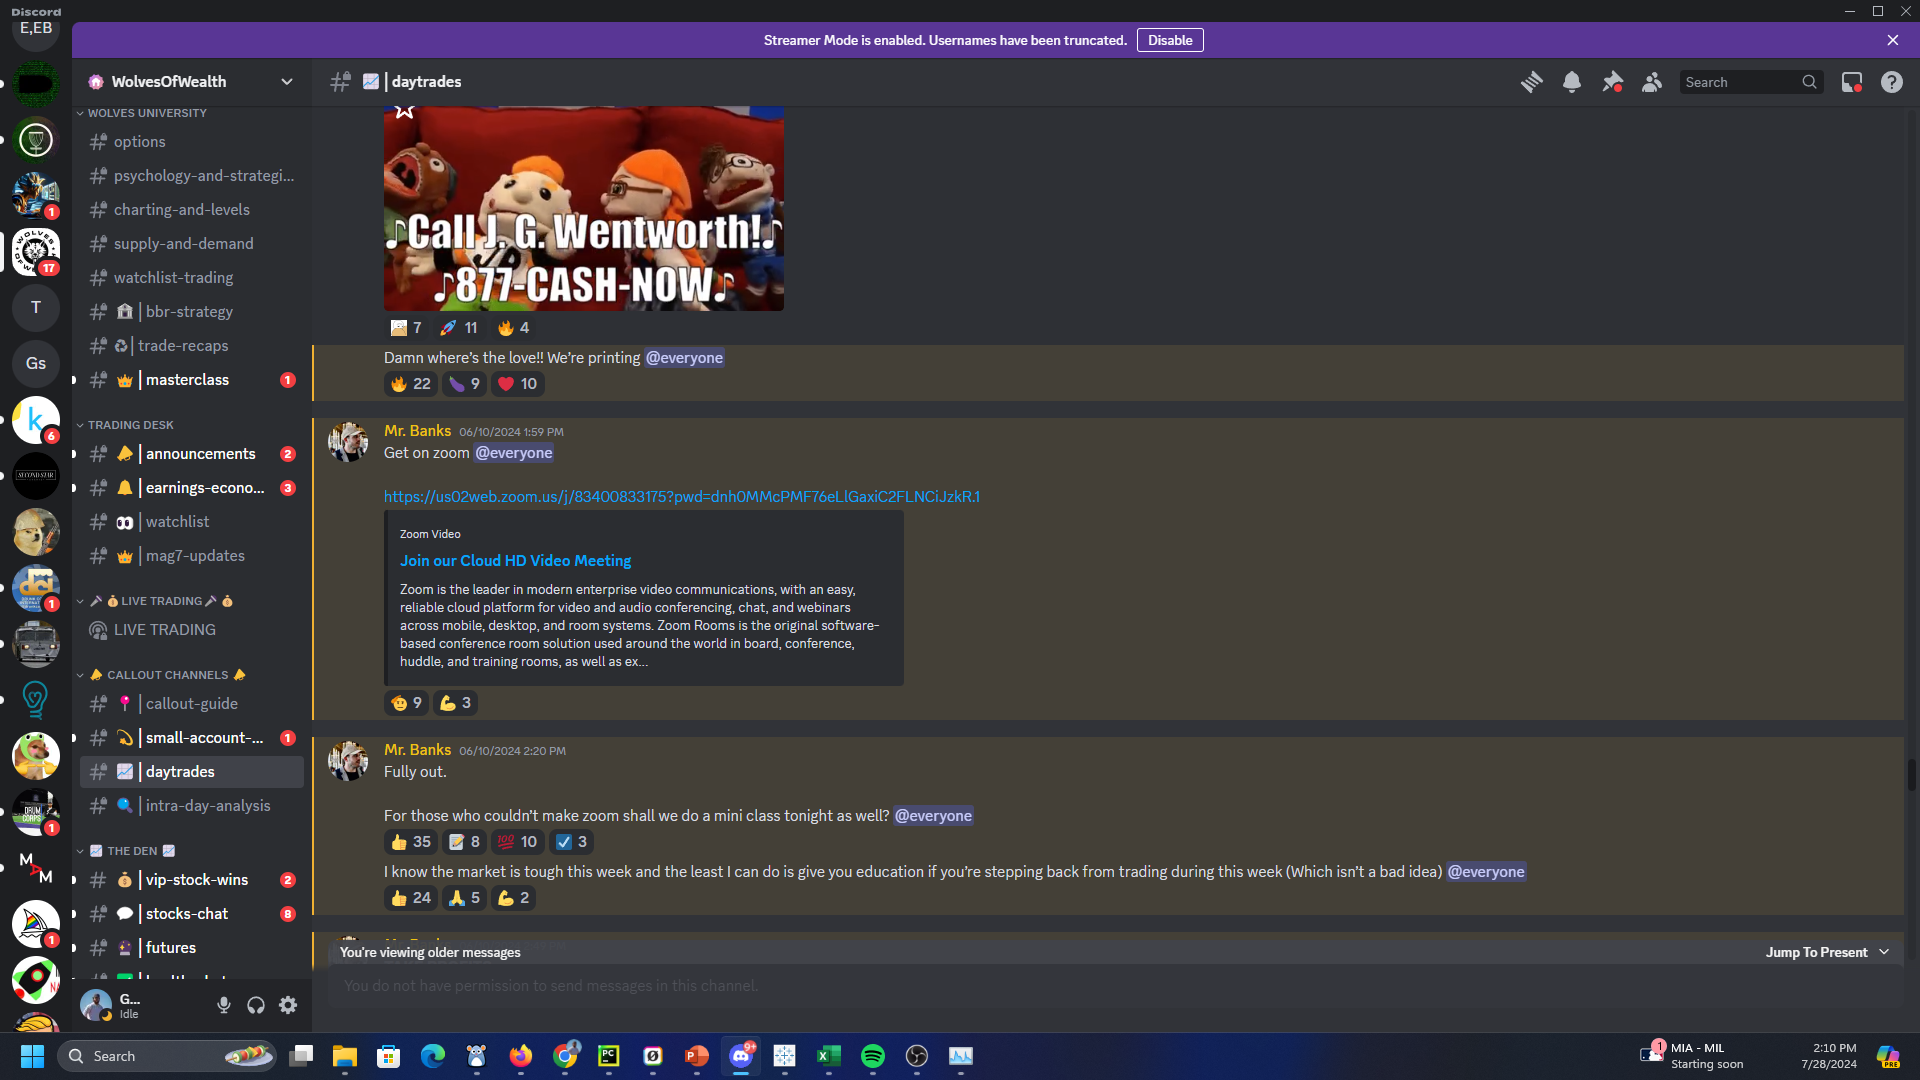 Discord
E,EB
Streamer Mode is enabled. Usernames have been truncated.
Disable
WolvesOfWealth
daytrades
Search
WOLVES UNIVERSITY
options
psychology-and-strategi...
charting-and-levels
supply-and-demand
watchlist-trading
bbr-strategy
trade-recaps
masterclass
1
TRADING DESK
announcements
2
earnings-econo...
3
watchlist
mag7-updates
LIVE TRADING
LIVE TRADING
CALLOUT CHANNELS
callout-guide
small-account-...
1
daytrades
intra-day-analysis
THE DEN
vip-stock-wins
2
stocks-chat
8
futures
1
17
T
Gs
k
6
SECOND STAR
dci
1
DRUM CORPS
1
M A M
1
G...
Idle
♪Call J. G. Wentworth!♪
♪877-CASH-NOW♪
7 11 4
Damn where's the love!! We're printing @everyone
22 9 10
Mr. Banks 06/10/2024 1:59 PM
Get on zoom @everyone
https://us02web.zoom.us/j/83400833175?pwd=dnh0MMcPMF76eLlGaxiC2FLNCiJzkR.1
Zoom Video
Join our Cloud HD Video Meeting
Zoom is the leader in modern enterprise video communications, with an easy,
reliable cloud platform for video and audio conferencing, chat, and webinars
across mobile, desktop, and room systems. Zoom Rooms is the original software-
based conference room solution used around the world in board, conference,
huddle, and training rooms, as well as ex...
9 3
Mr. Banks 06/10/2024 2:20 PM
Fully out.
For those who couldn't make zoom shall we do a mini class tonight as well? @everyone
35 8 100 10 3
I know the market is tough this week and the least I can do is give you education if you're stepping back from trading during this week (Which isn't a bad idea) @everyone
24 5 2
You're viewing older messages
Jump To Present
You do not have permission to send messages in this channel.
Search
PC
9+
1
MIA - MIL
Starting soon
2:10 PM
7/28/2024
PRE